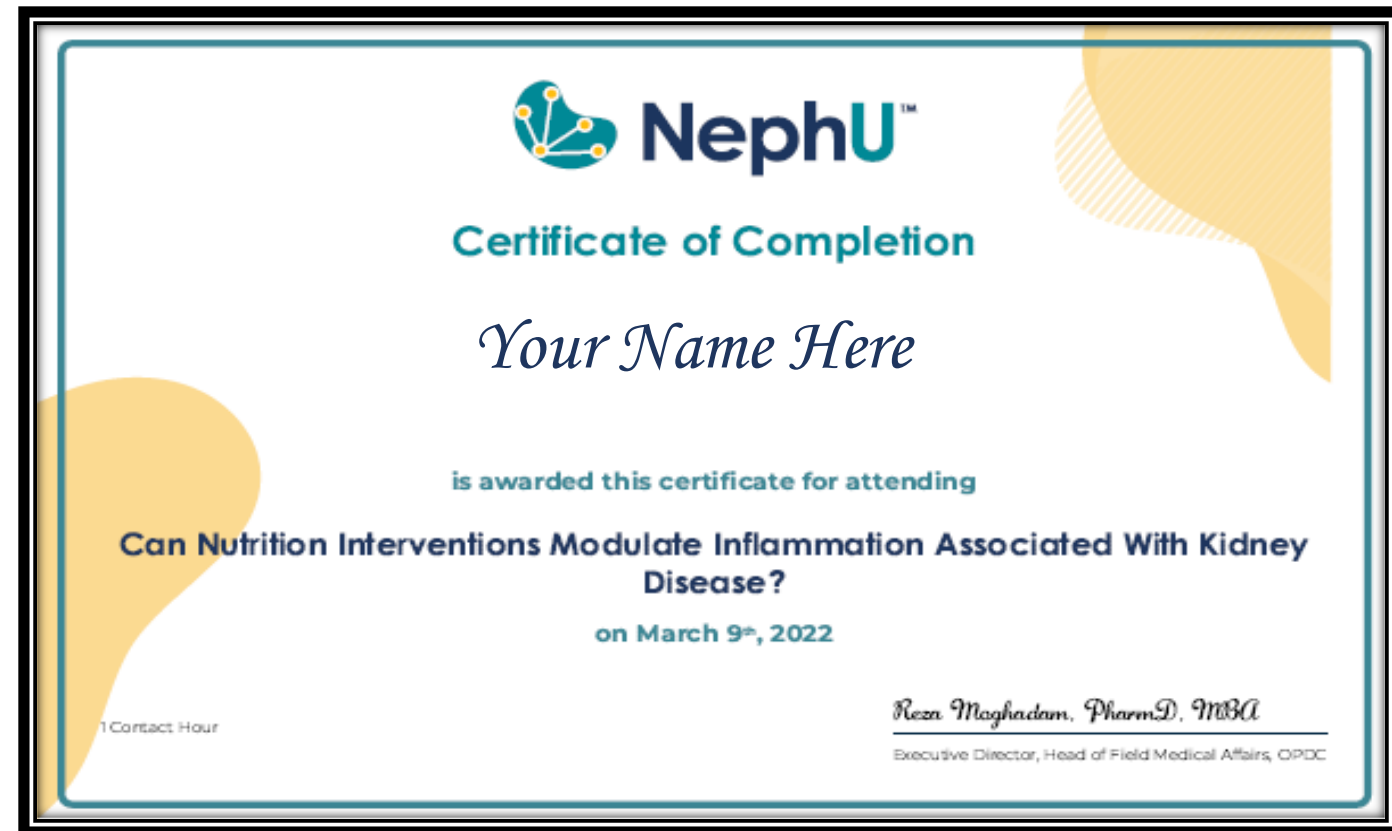 NephU™
Certificate of Completion
Your Name Here
is awarded this certificate for attending
Can Nutrition Interventions Modulate Inflammation Associated With Kidney
Disease?
on March 9th, 2022
1 Contact Hour
Reza Moghadam, PharmD, MBA
Executive Director, Head of Field Medical Affairs, OPDC